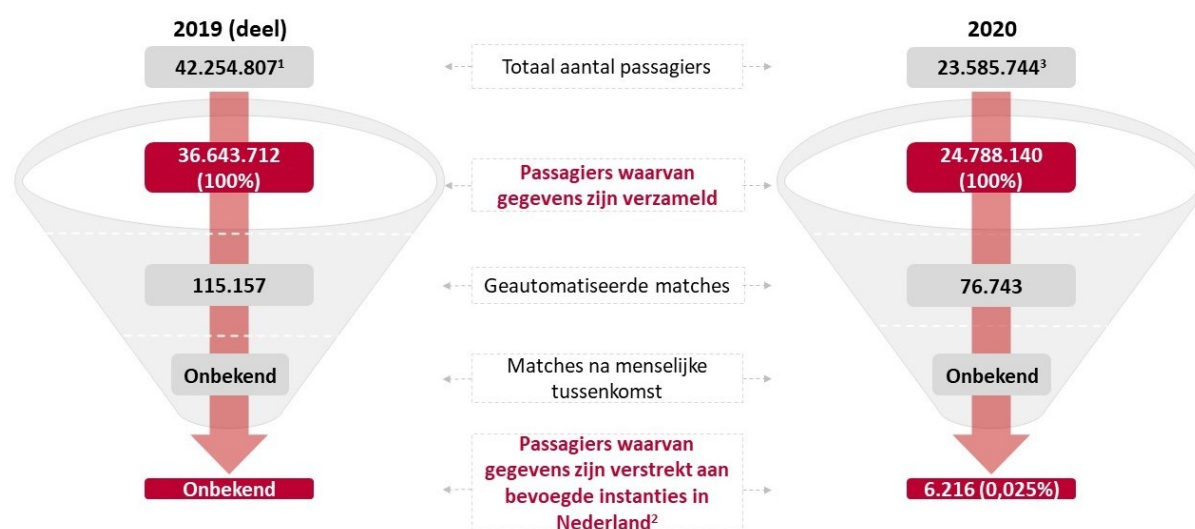 2019 (deel)
2020
42.254.807¹
Totaal aantal passagiers
23.585.744³
36.643.712
(100%)
Passagiers waarvan
gegevens zijn verzameld
24.788.140
(100%)
115.157
Geautomatiseerde matches
76.743
Onbekend
Matches na menselijke
tussenkomst
Onbekend
Onbekend
Passagiers waarvan
gegevens zijn verstrekt aan
bevoegde instanties in
Nederland²
6.216 (0,025%)